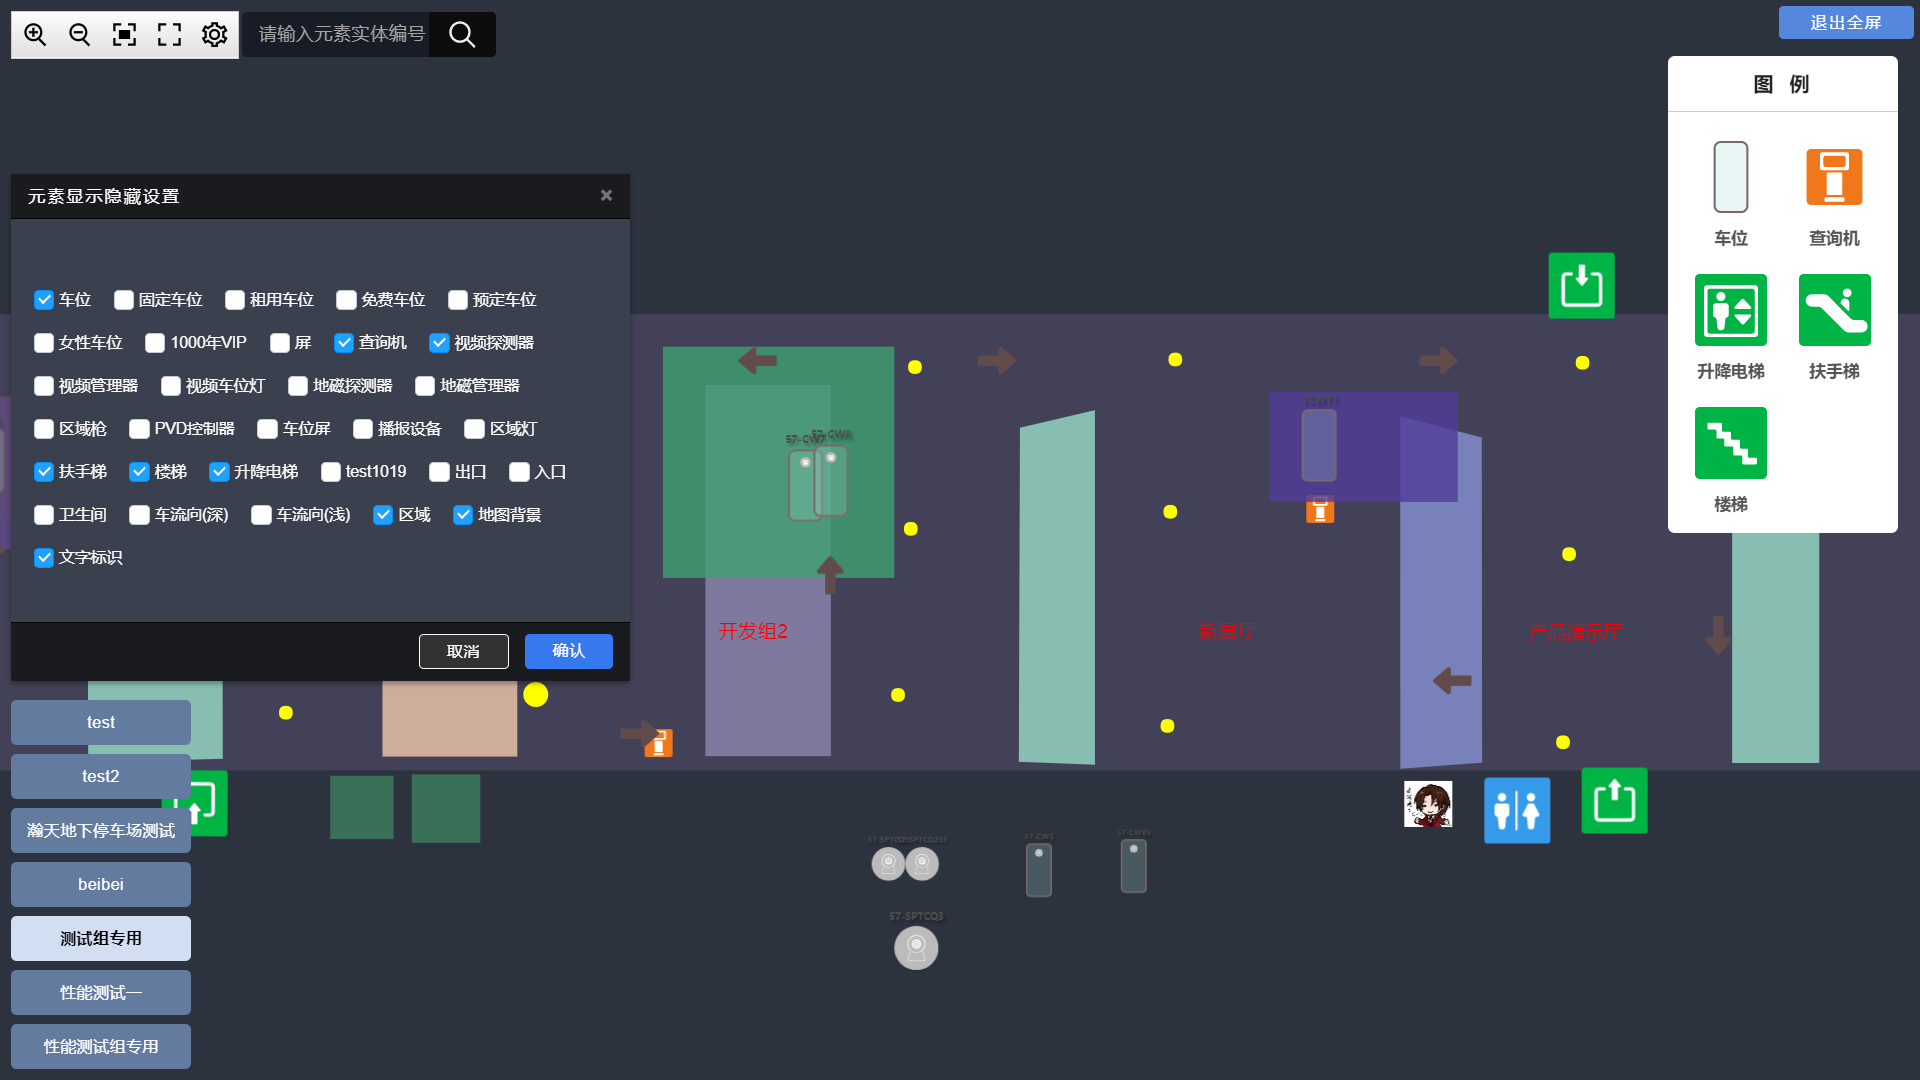 请输入元素实体编号
退出全屏
图 例
车位 查询机
升降电梯 扶手梯
楼梯
元素显示隐藏设置
车位 固定车位 租用车位 免费车位 预定车位
女性车位 1000年VIP 屏 查询机 视频探测器
视频管理器 视频车位灯 地磁探测器 地磁管理器
区域枪 PVD控制器 车位屏 播报设备 区域灯
扶手梯 楼梯 升降电梯 test1019 出口 入口
卫生间 车流向(深) 车流向(浅) 区域 地图背景
文字标识
取消 确认
57-CW7
57-CW8
开发组2
新展厅
产品演示厅
test
test2
瀚天地下停车场测试
beibei
测试组专用
性能测试一
性能测试组专用
57-CW5
57-SPTCQ3